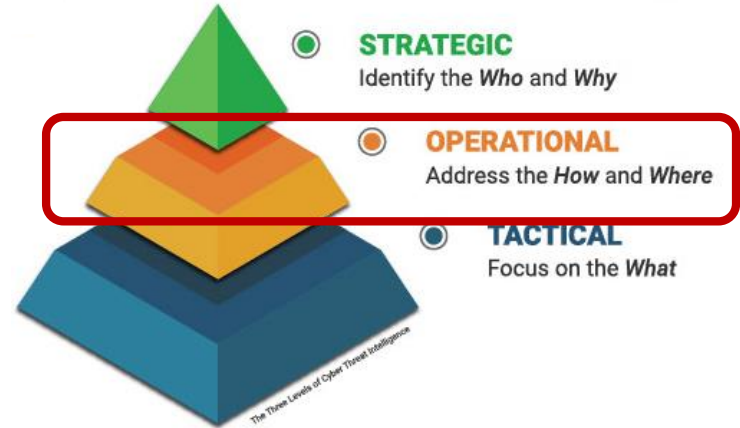 STRATEGIC
Identify the Who and Why
OPERATIONAL
Address the How and Where
TACTICAL
Focus on the What
The Three Levels of Cyber Threat Intelligence